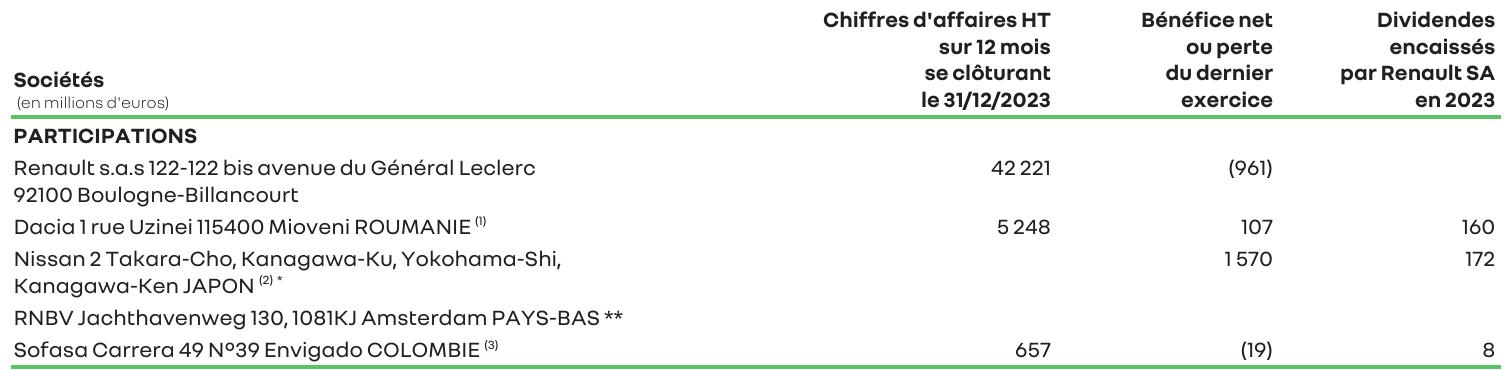 Chiffres d'affaires HT sur 12 mois se clôturant le 31/12/2023
Bénéfice net ou perte du dernier exercice
Dividendes encaissés par Renault SA en 2023
Sociétés
(en millions d'euros)
PARTICIPATIONS
Renault s.a.s 122-122 bis avenue du Général Leclerc 42 221 (961)
92100 Boulogne-Billancourt
Dacia 1 rue Uzinei 115400 Mioveni ROUMANIE (1) 5 248 107 160
Nissan 2 Takara-Cho, Kanagawa-Ku, Yokohama-Shi, 1 570 172
Kanagawa-Ken JAPON (2) *
RNBV Jachthavenweg 130, 1081KJ Amsterdam PAYS-BAS **
Sofasa Carrera 49 Nº39 Envigado COLOMBIE (3) 657 (19) 8